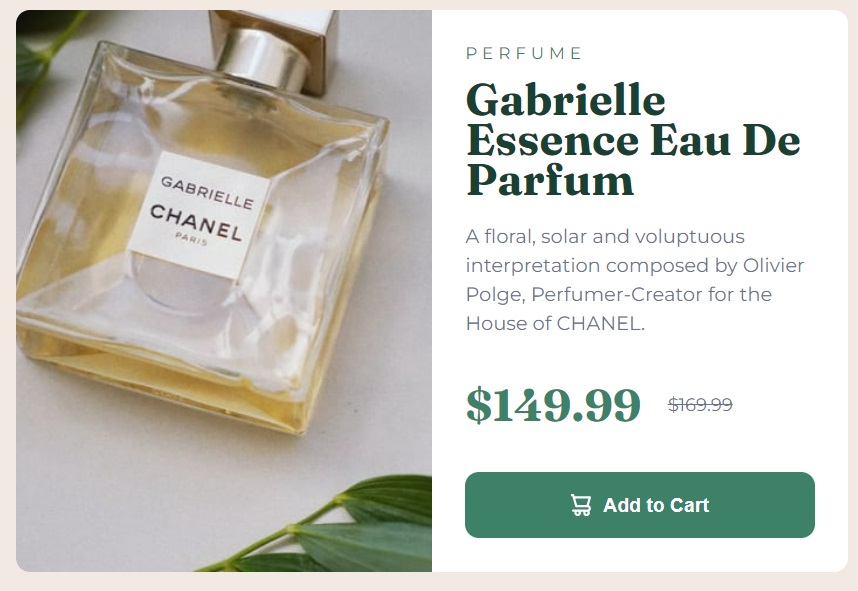 GABRIELLE
CHANEL
PARIS
PERFUME
Gabrielle
Essence Eau De
Parfum
A floral, solar and voluptuous
interpretation composed by Olivier
Polge, Perfumer-Creator for the
House of CHANEL.
$149.99 $169.99
Add to Cart